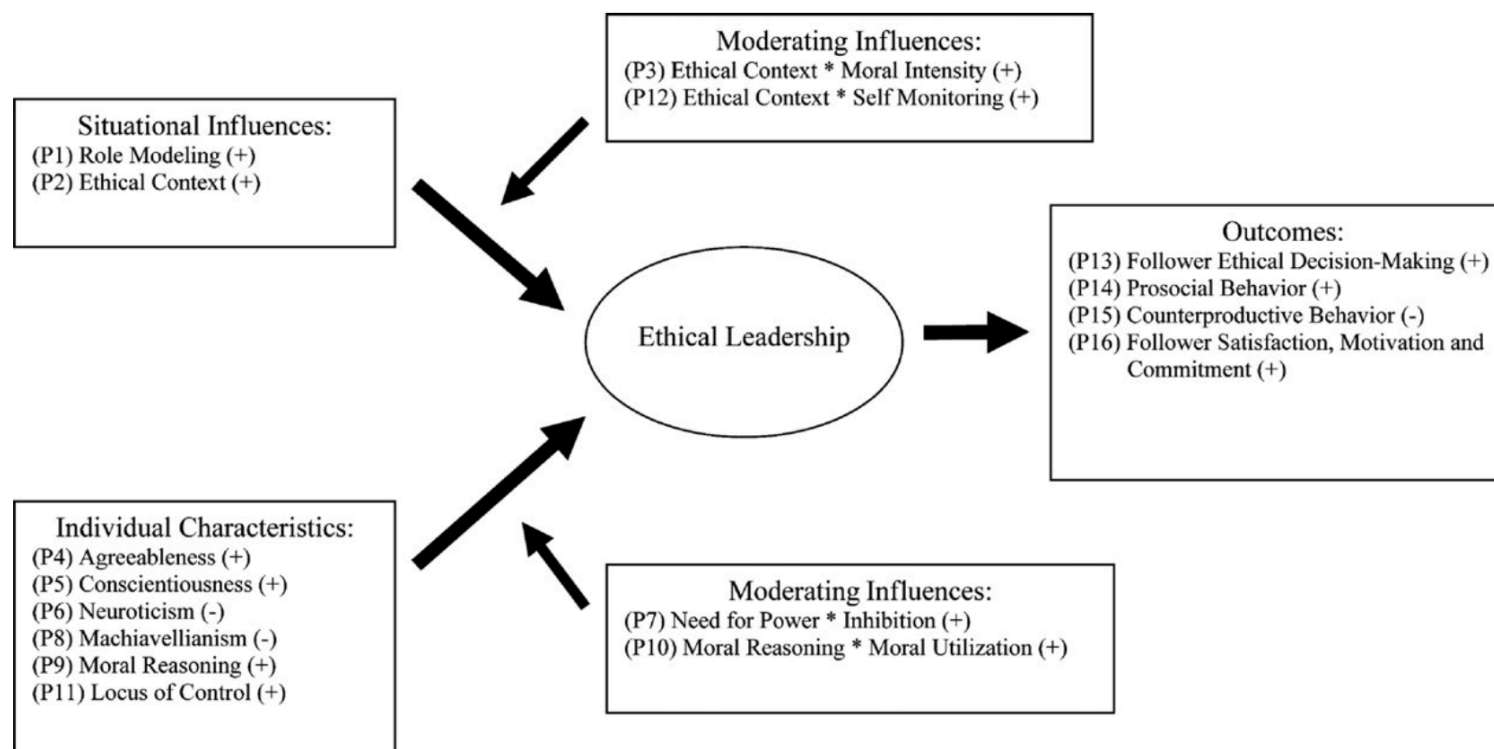 Moderating Influences:
(P3) Ethical Context * Moral Intensity (+)
(P12) Ethical Context * Self Monitoring (+)
Situational Influences:
(P1) Role Modeling (+)
(P2) Ethical Context (+)
Outcomes:
(P13) Follower Ethical Decision-Making (+)
(P14) Prosocial Behavior (+)
(P15) Counterproductive Behavior (-)
(P16) Follower Satisfaction, Motivation and
Commitment (+)
Ethical Leadership
Individual Characteristics:
(P4) Agreeableness (+)
(P5) Conscientiousness (+)
(P6) Neuroticism (-)
(P8) Machiavellianism (-)
(P9) Moral Reasoning (+)
(P11) Locus of Control (+)
Moderating Influences:
(P7) Need for Power * Inhibition (+)
(P10) Moral Reasoning * Moral Utilization (+)